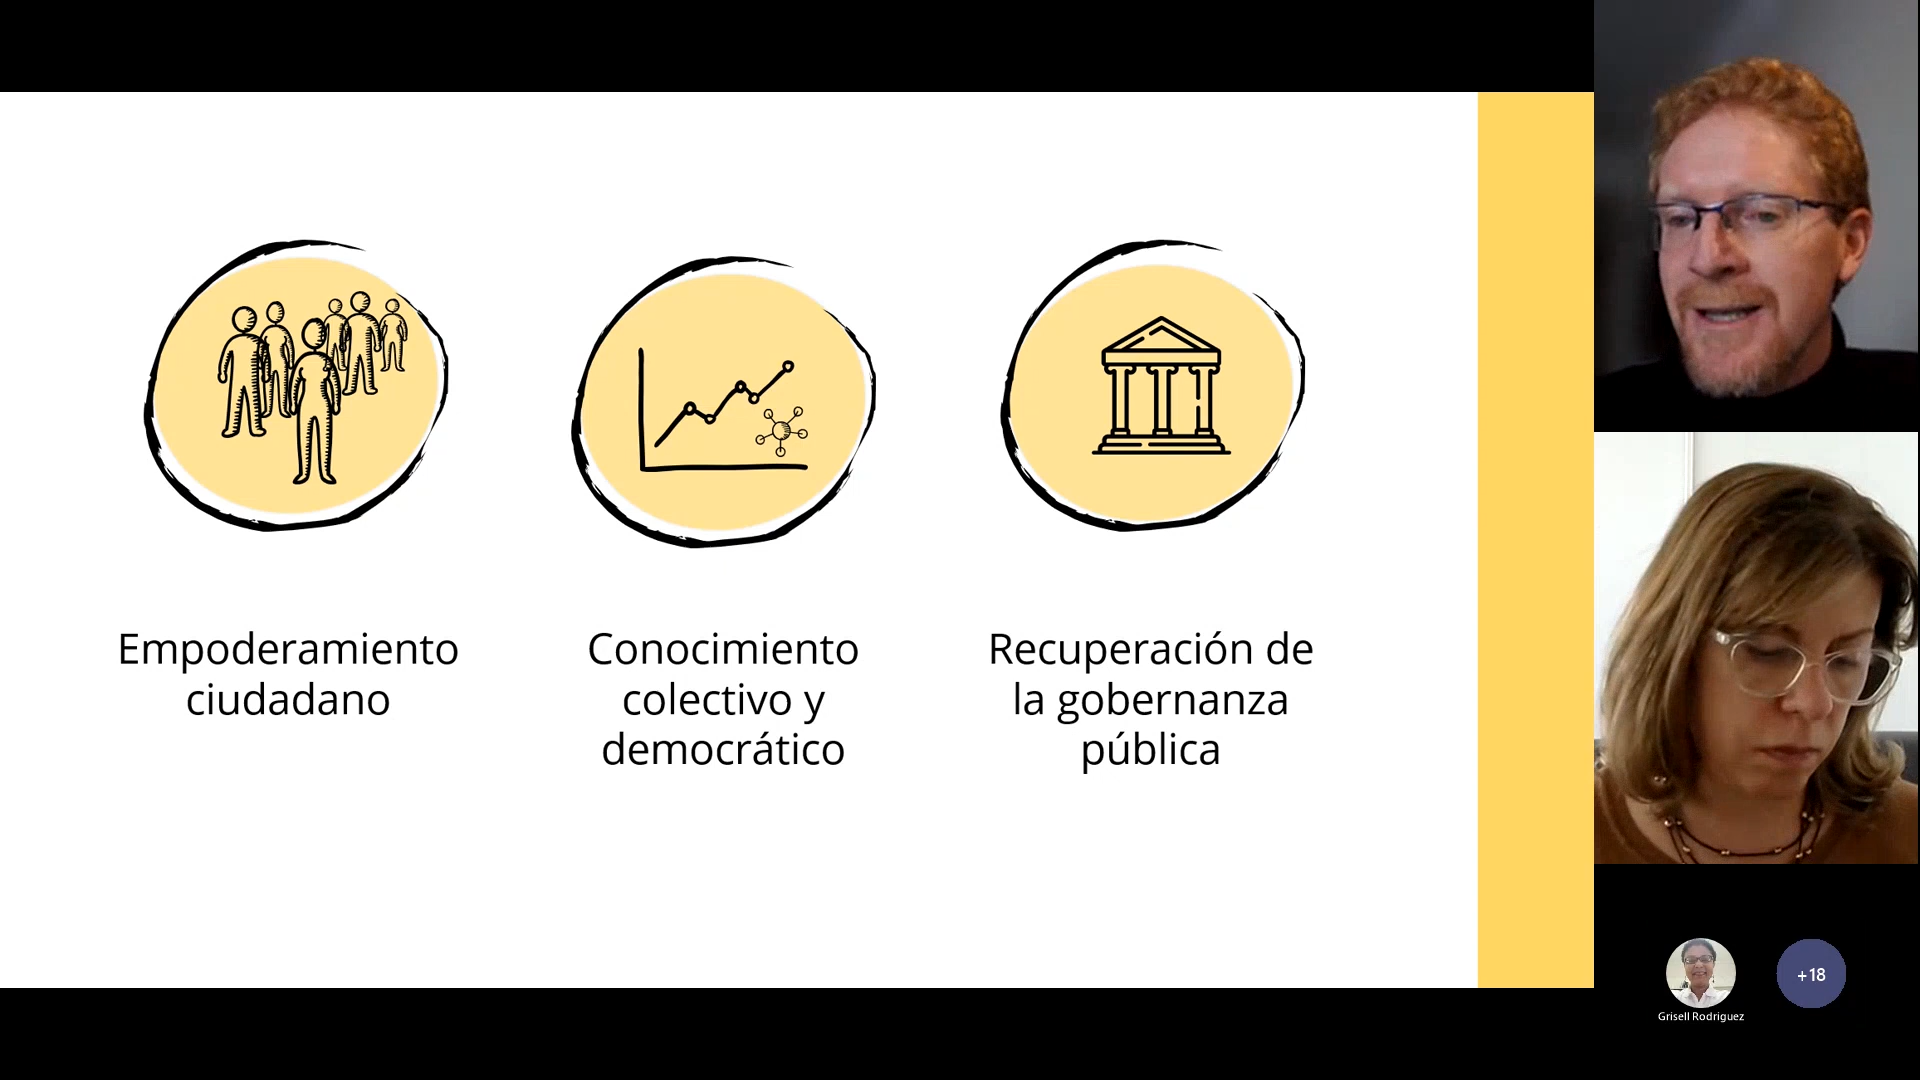 Empoderamiento
ciudadano
Conocimiento
colectivo y
democrático
Recuperación de
la gobernanza
pública
+18
Grisell Rodriguez